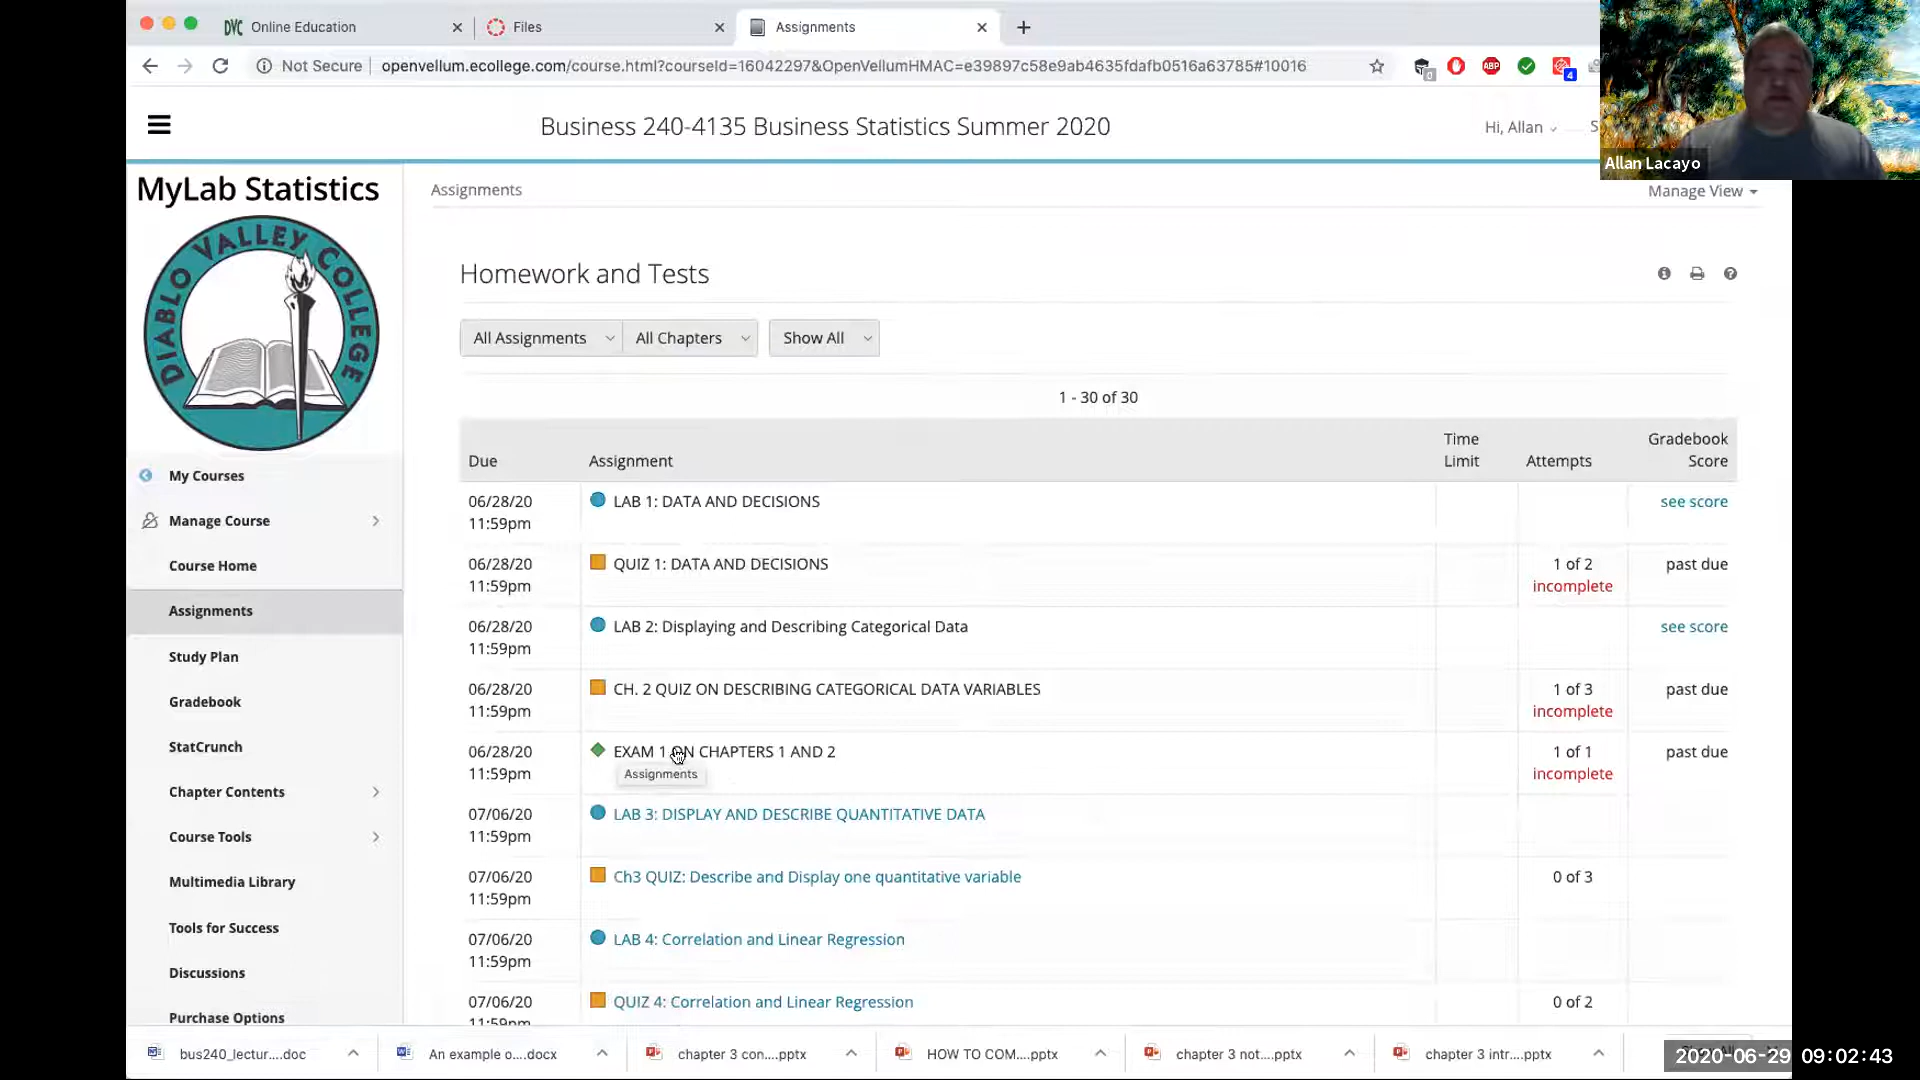 DVC Online Education
Files
Assignments
Not Secure
openvellum.ecollege.com/course.html?courseId=16042297&OpenVellumHMAC=e39897c58e9ab4635fdafb0516a63785#10016
0
ABP
4
Business 240-4135 Business Statistics Summer 2020
Hi, Allan
S
Allan Lacayo
MyLab Statistics
DIABLO VALLEY COLLEGE
Assignments
Manage View
Homework and Tests
All Assignments
All Chapters
Show All
1 - 30 of 30
Due
Assignment
Time Limit
Attempts
Gradebook Score
06/28/20 11:59pm
LAB 1: DATA AND DECISIONS
see score
06/28/20 11:59pm
QUIZ 1: DATA AND DECISIONS
1 of 2
incomplete
past due
06/28/20 11:59pm
LAB 2: Displaying and Describing Categorical Data
see score
06/28/20 11:59pm
CH. 2 QUIZ ON DESCRIBING CATEGORICAL DATA VARIABLES
1 of 3
incomplete
past due
06/28/20 11:59pm
EXAM 1 ON CHAPTERS 1 AND 2
Assignments
1 of 1
incomplete
past due
07/06/20 11:59pm
LAB 3: DISPLAY AND DESCRIBE QUANTITATIVE DATA
07/06/20 11:59pm
Ch3 QUIZ: Describe and Display one quantitative variable
0 of 3
07/06/20 11:59pm
LAB 4: Correlation and Linear Regression
07/06/20 11:59pm
QUIZ 4: Correlation and Linear Regression
0 of 2
My Courses
Manage Course
Course Home
Assignments
Study Plan
Gradebook
StatCrunch
Chapter Contents
Course Tools
Multimedia Library
Tools for Success
Discussions
Purchase Options
bus240_lectur....doc
An example o....docx
chapter 3 con....pptx
HOW TO COM....pptx
chapter 3 not....pptx
chapter 3 intr....pptx
2020-06-29 09:02:43